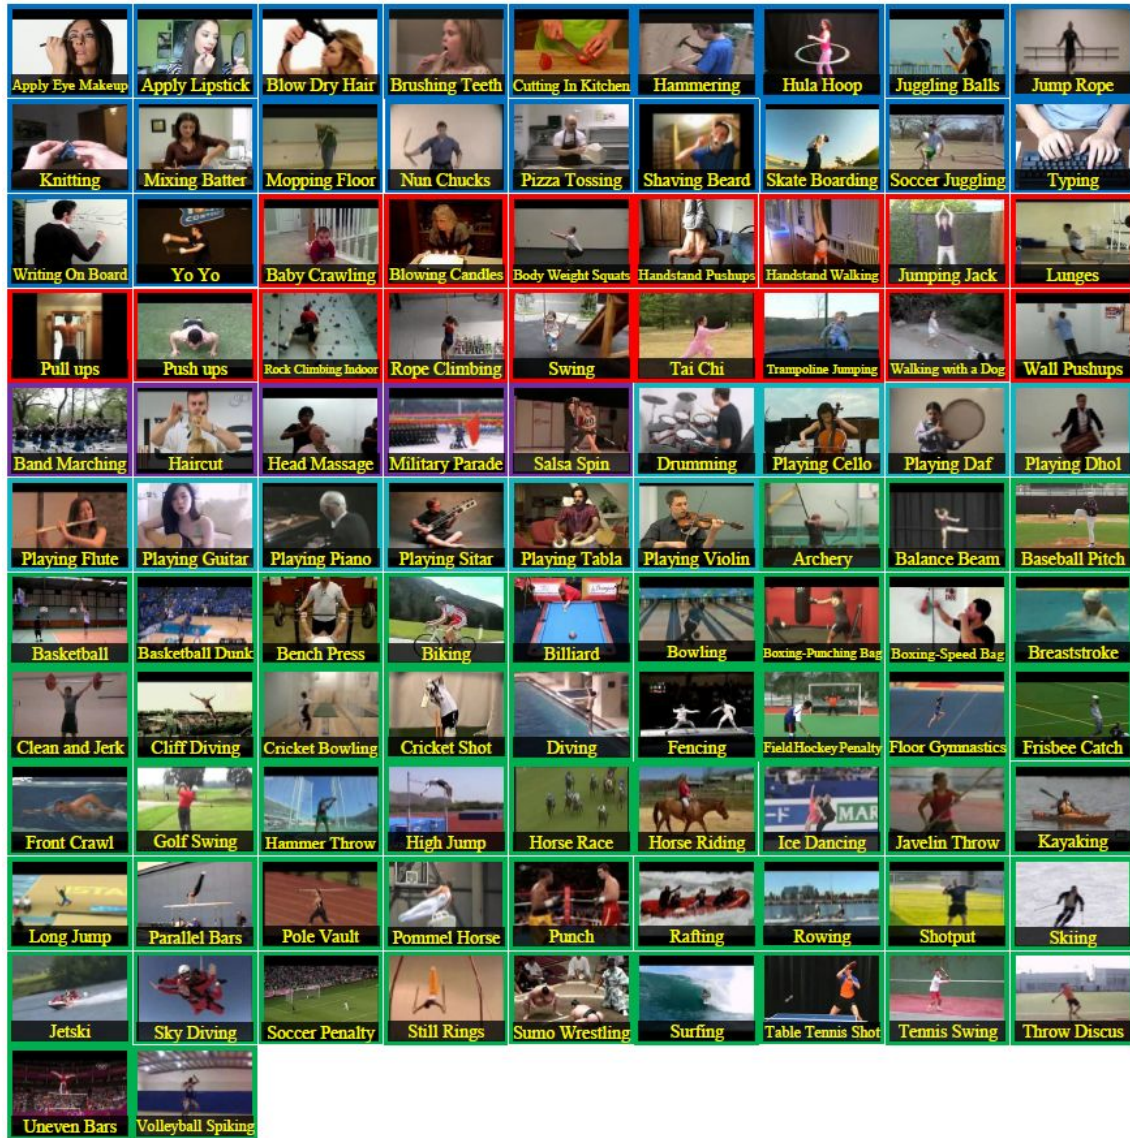 Apply Eye Makeup
Apply Lipstick
Blow Dry Hair
Brushing Teeth
Cutting In Kitchen
Hammering
Hula Hoop
Juggling Balls
Jump Rope
Knitting
Mixing Batter
Mopping Floor
Nun Chucks
Pizza Tossing
Shaving Beard
Skate Boarding
Soccer Juggling
Typing
Writing On Board
Yo Yo
Baby Crawling
Blowing Candles
Body Weight Squats
Handstand Pushups
Handstand Walking
Jumping Jack
Lunges
Pull ups
Push ups
Rock Climbing Indoor
Rope Climbing
Swing
Tai Chi
Trampoline Jumping
Walking with a Dog
Wall Pushups
Band Marching
Haircut
Head Massage
Military Parade
Salsa Spin
Drumming
Playing Cello
Playing Daf
Playing Dhol
Playing Flute
Playing Guitar
Playing Piano
Playing Sitar
Playing Tabla
Playing Violin
Archery
Balance Beam
Baseball Pitch
Basketball
Basketball Dunk
Bench Press
Biking
Billiard
Bowling
Boxing-Punching Bag
Boxing-Speed Bag
Breaststroke
Clean and Jerk
Cliff Diving
Cricket Bowling
Cricket Shot
Diving
Fencing
Field Hockey Penalty
Floor Gymnastics
Frisbee Catch
Front Crawl
Golf Swing
Hammer Throw
High Jump
Horse Race
Horse Riding
Ice Dancing
Javelin Throw
Kayaking
Long Jump
Parallel Bars
Pole Vault
Pommel Horse
Punch
Rafting
Rowing
Shotput
Skiing
Jetski
Sky Diving
Soccer Penalty
Still Rings
Sumo Wrestling
Surfing
Table Tennis Shot
Tennis Swing
Throw Discus
Uneven Bars
Volleyball Spiking